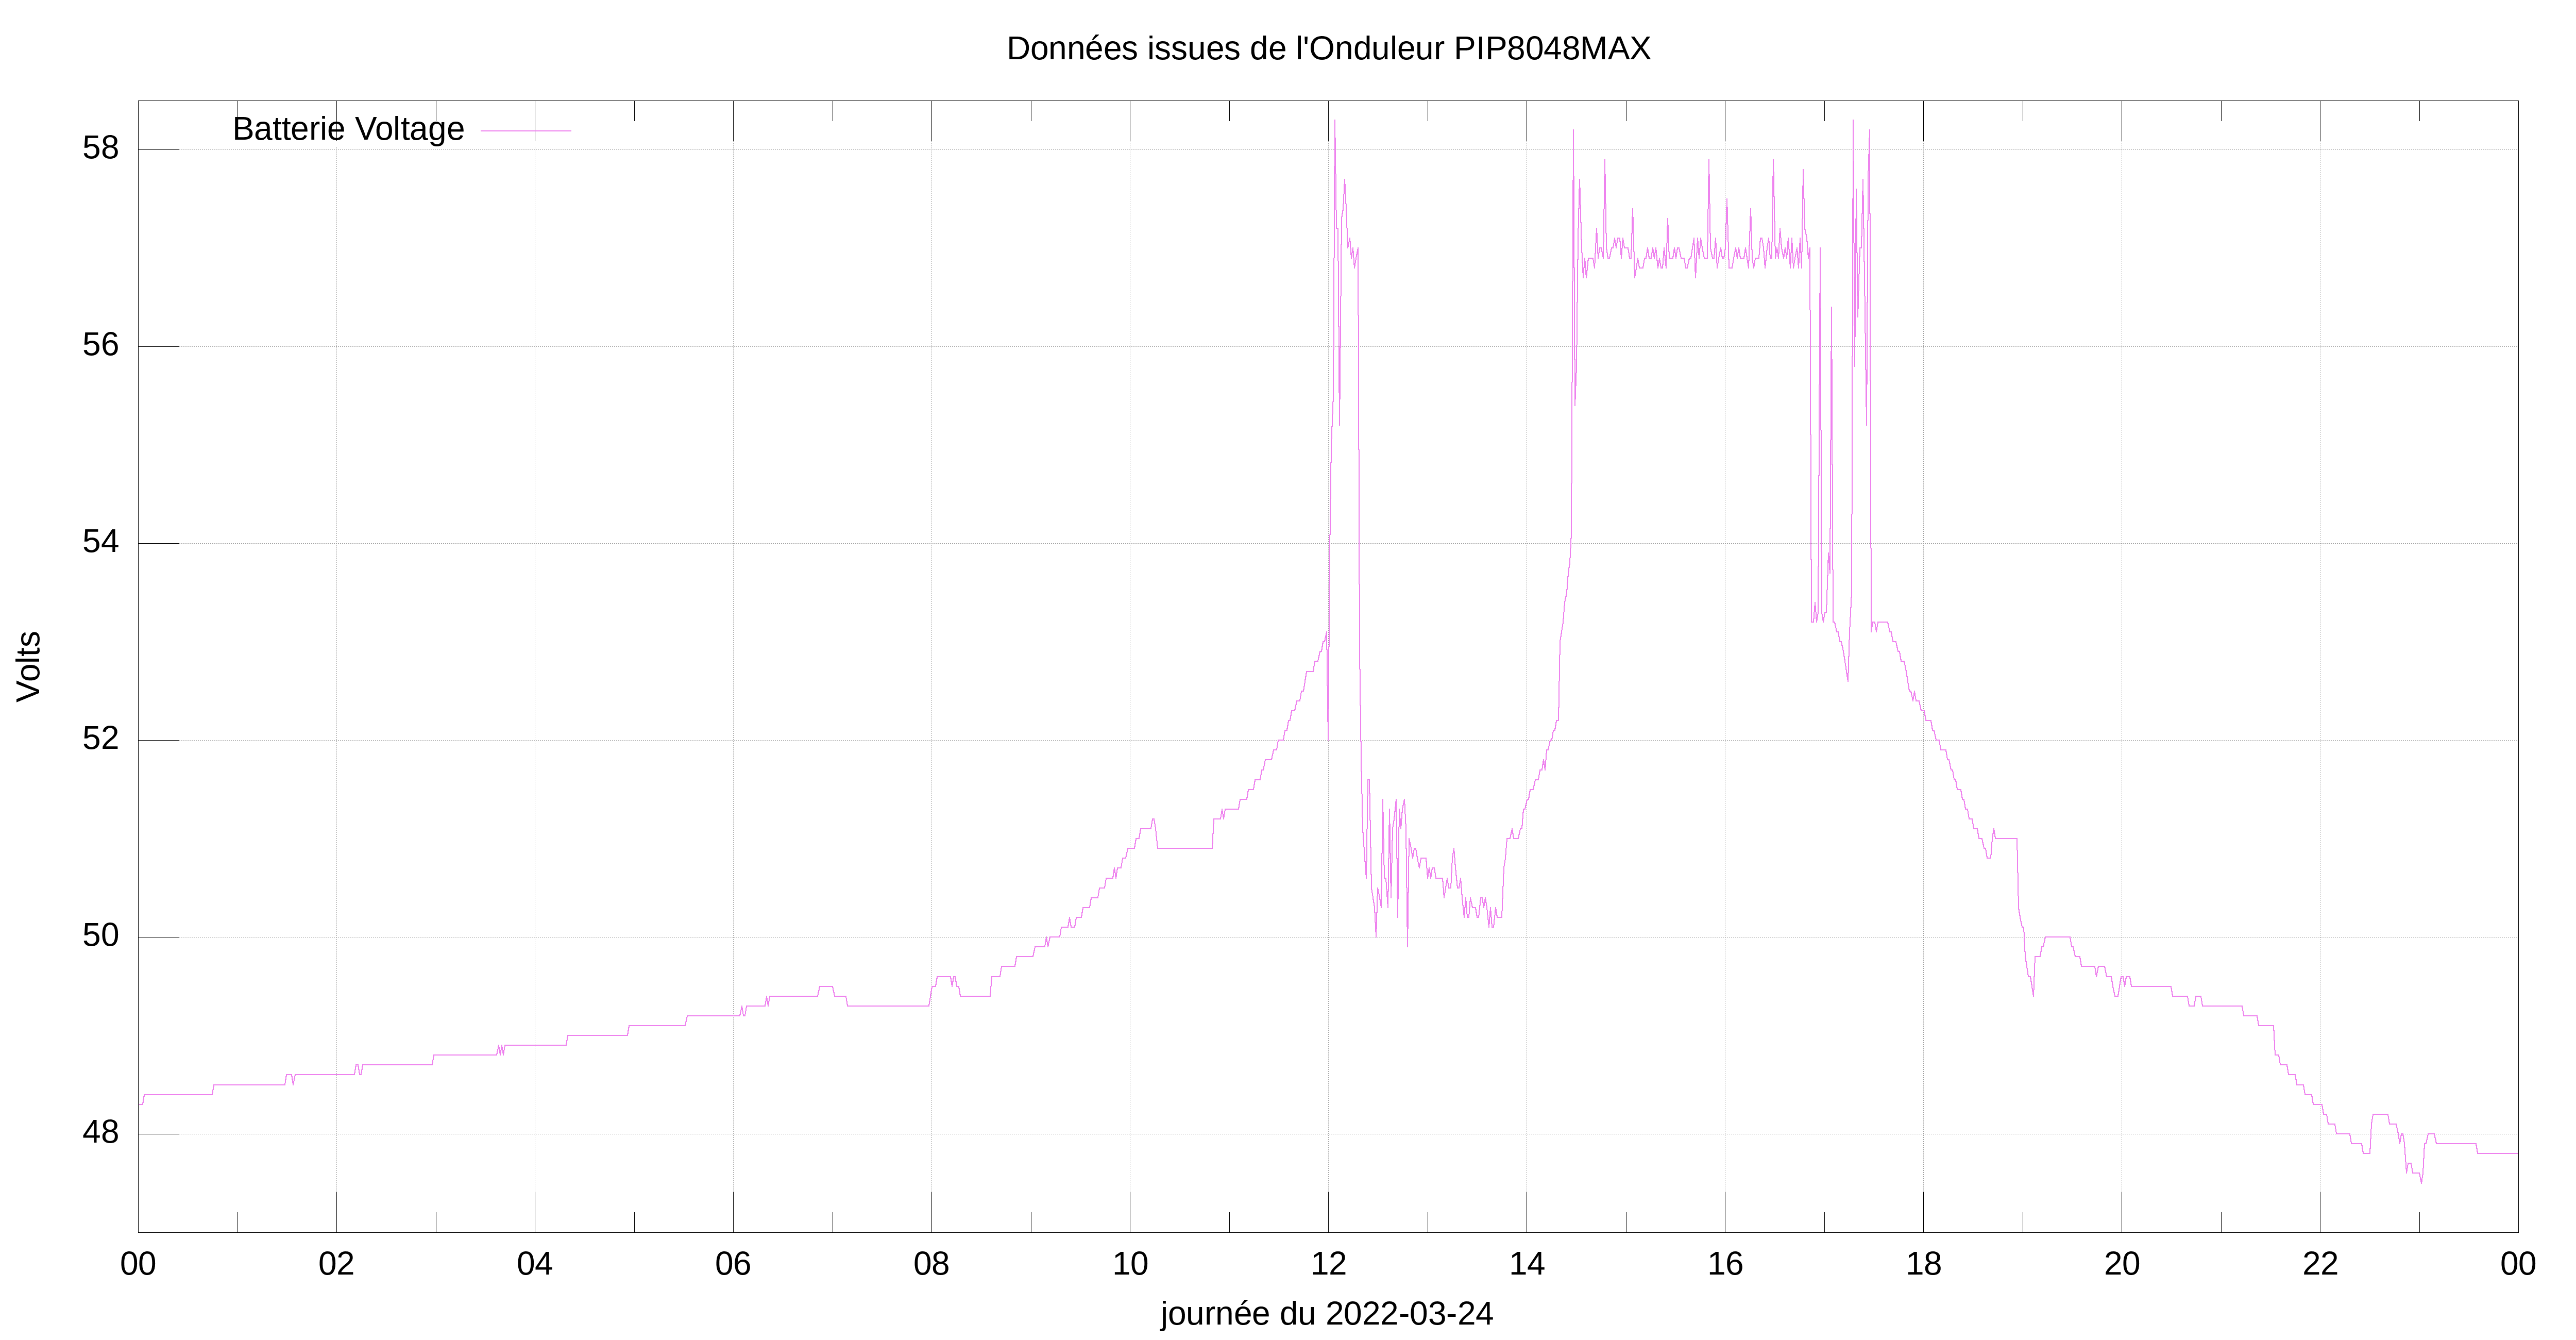 Données issues de l'Onduleur PIP8048MAX
Batterie Voltage
58
56
54
52
50
48
Volts
00 02 04 06 08 10 12 14 16 18 20 22 00
journée du 2022-03-24